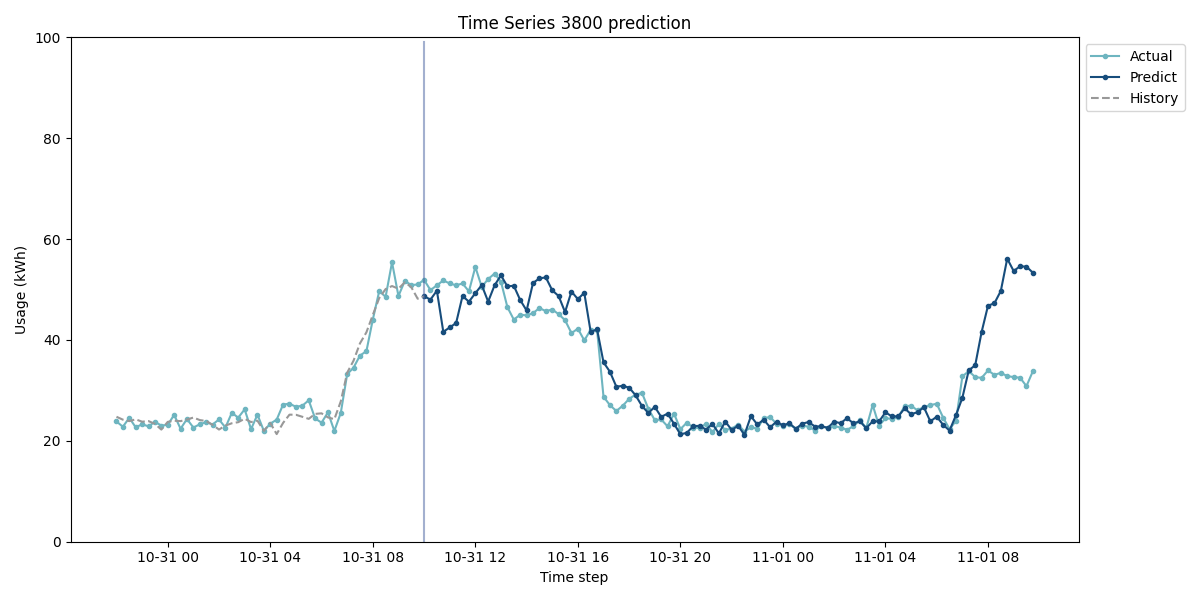 Time Series 3800 prediction
100
80
60
40
20
0
Usage (kWh)
10-31 00
10-31 04
10-31 08
10-31 12
10-31 16
10-31 20
11-01 00
11-01 04
11-01 08
Time step
Actual
Predict
History